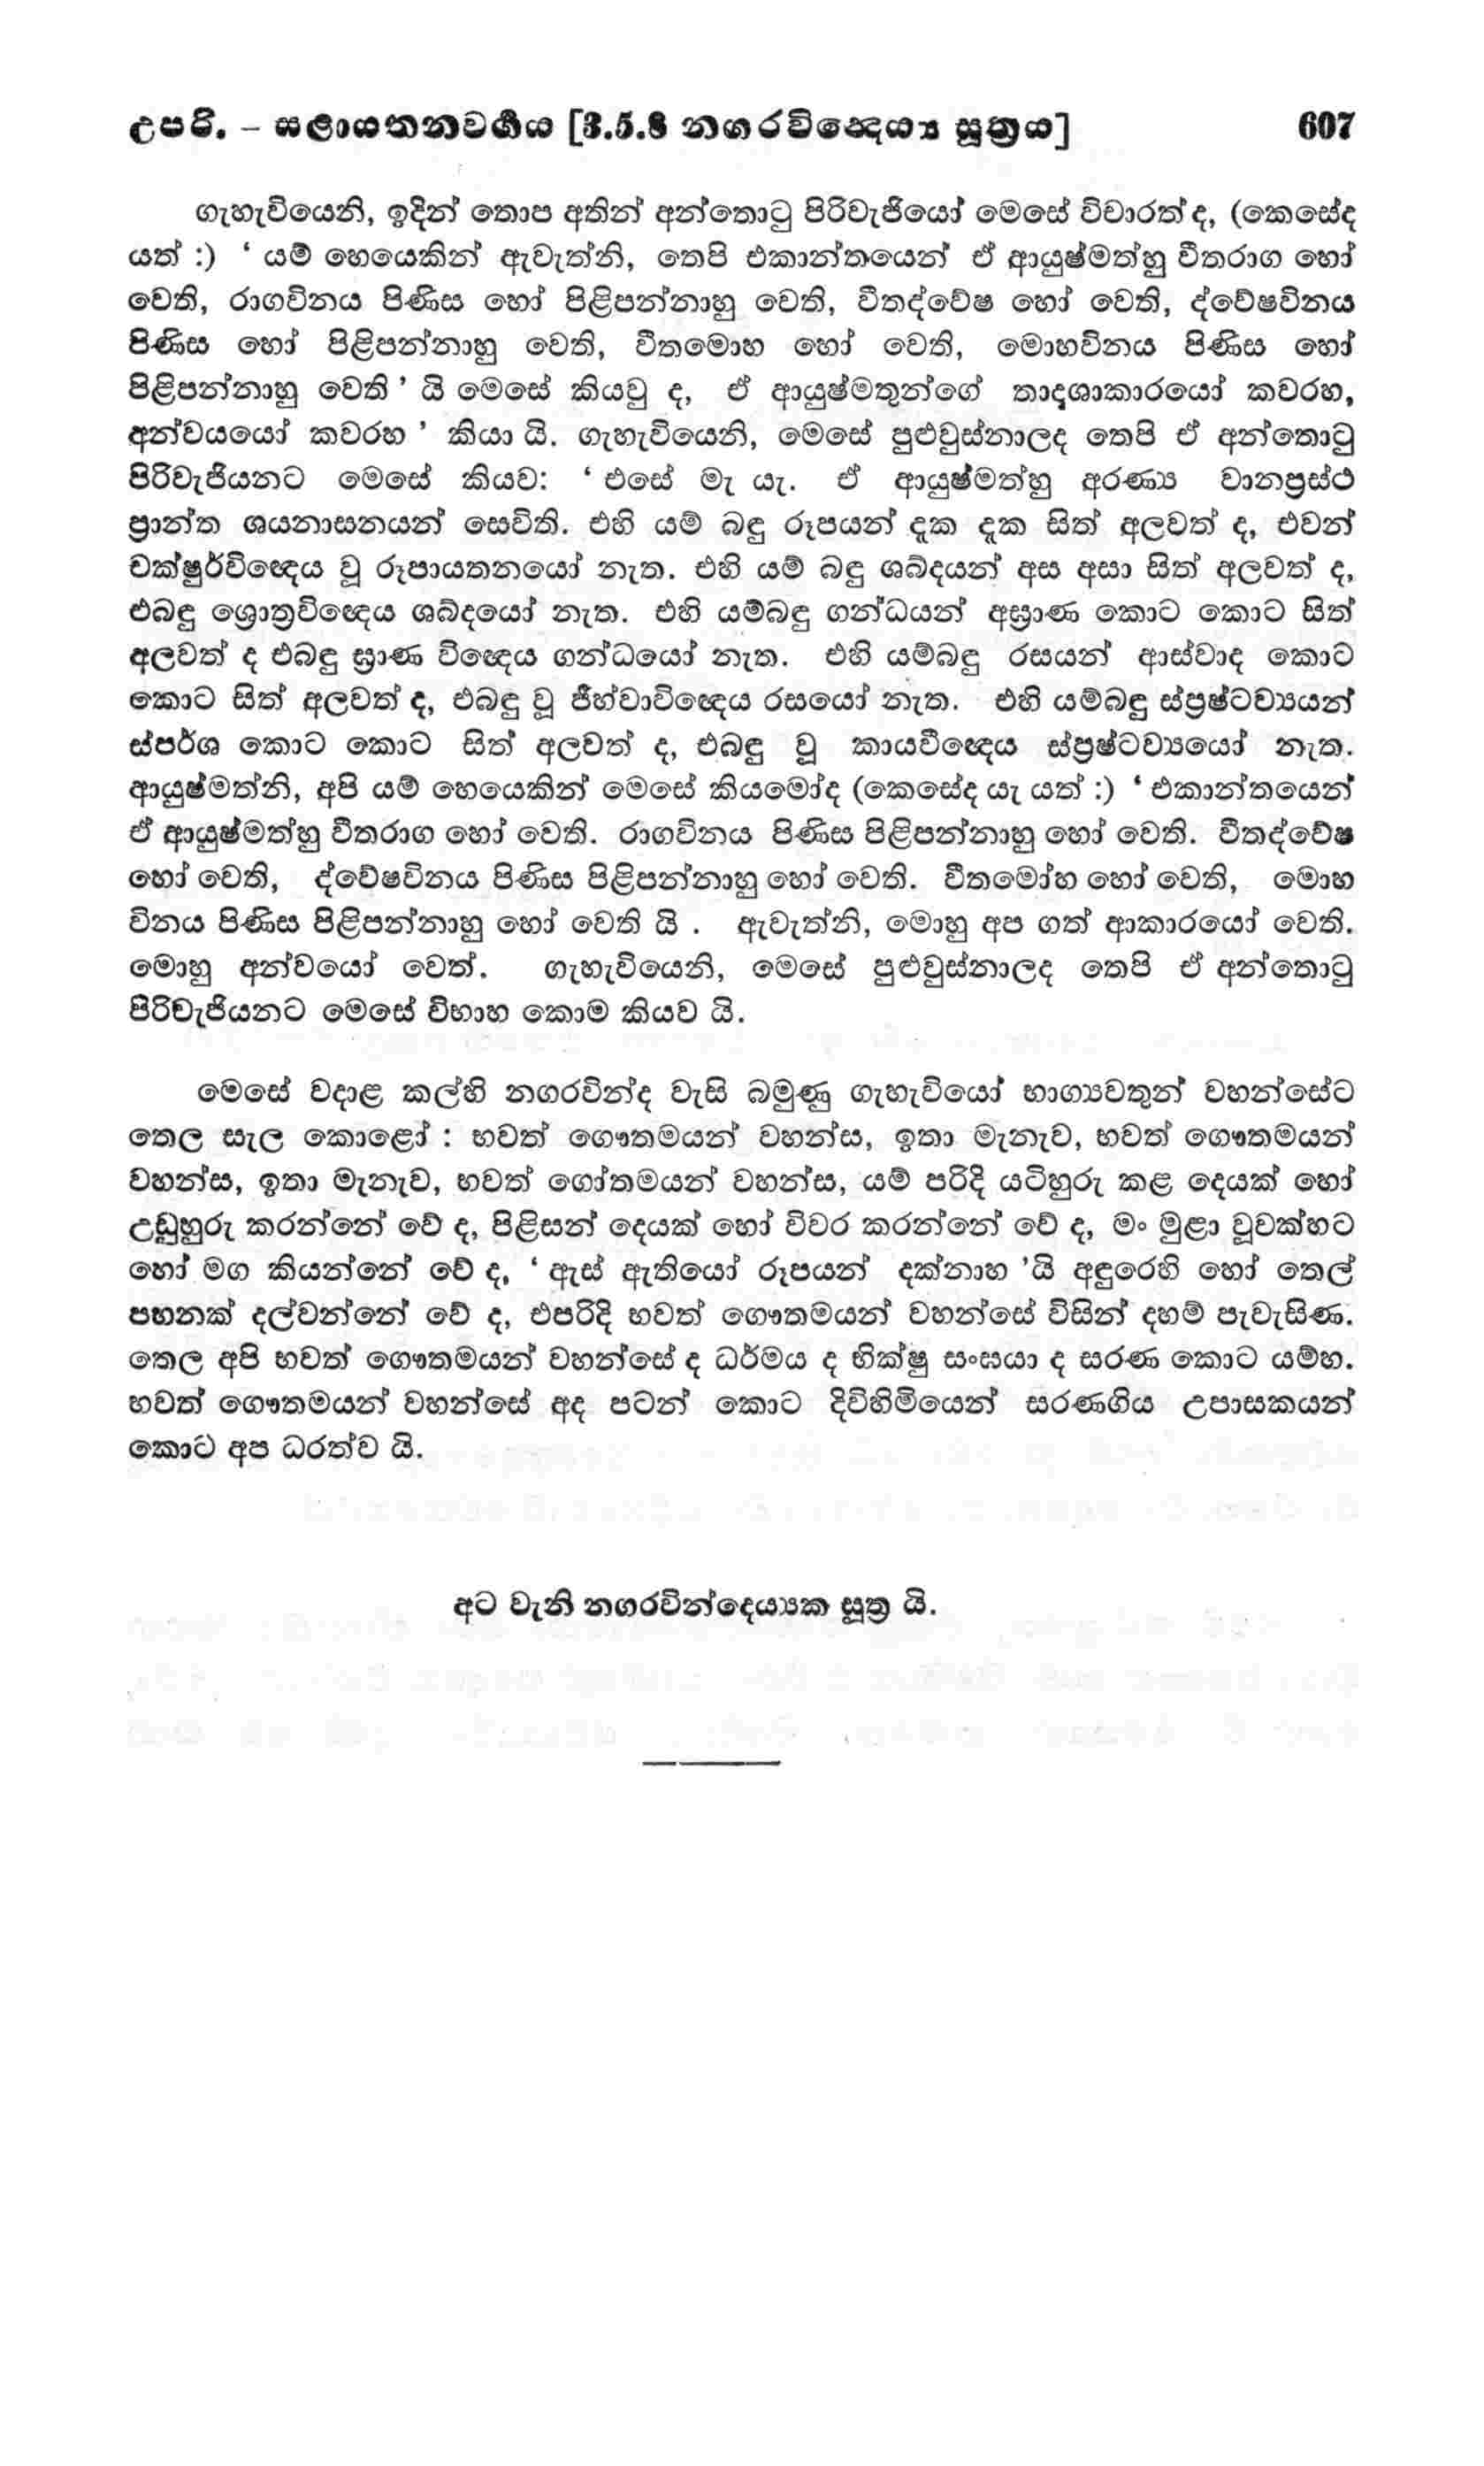 උපරි. – සළායතනවර්‍ගය [3.5.8 නගරවිඤෙය්‍ය සූත්‍රය] 607
ගැහැවියෙනි, ඉදින් තොප අතින් අන්තොටු පිරිවැජියෝ මෙසේ විචාරත් ද, (කෙසේද
යත් :) ‘ යම් හෙයෙකින් ඇවැත්නි, තෙපි එකාන්තයෙන් ඒ ආයුෂ්මත්හු වීතරාග හෝ
වෙති, රාගවිනය පිණිස හෝ පිළිපන්නාහු වෙති, වීතද්වේෂ හෝ වෙති, ද්වේෂවිනය
පිණිස හෝ පිළිපන්නාහු වෙති, වීතමොහ හෝ වෙති, මොහවිනය පිණිස හෝ
පිළිපන්නාහු වෙති ’ යි මෙසේ කියවු ද, ඒ ආයුෂ්මතුන්ගේ තාදෘශාකාරයෝ කවරහ,
අන්වයයෝ කවරහ ’ කියා යි. ගැහැවියෙනි, මෙසේ පුළුවුස්නාලද තෙපි ඒ අන්තොටු
පිරිවැජියනට මෙසේ කියව: ‘ එසේ මැ යැ. ඒ ආයුෂ්මත්හු අරණ්‍ය වානප්‍රස්ථ
ප්‍රාන්ත ශයනාසනයන් සෙවිති. එහි යම් බඳු රූපයන් දැක දැක සිත් අලවත් ද, එවන්
චක්ෂුර්විඥෙය වූ රූපායතනයෝ නැත. එහි යම් බඳු ශබ්දයන් අස අසා සිත් අලවත් ද,
එබඳු ශ්‍රොත්‍රවිඥෙය ශබ්දයෝ නැත. එහි යම්බඳු ගන්ධයන් අඝ්‍රාණ කොට කොට සිත්
අලවත් ද එබඳු ඝ්‍රාණ විඥෙය ගන්ධයෝ නැත. එහි යම්බඳු රසයන් ආස්වාද කොට
කොට සිත් අලවත් ද, එබඳු වූ ජිහ්වාවිඥෙය රසයෝ නැත. එහි යම්බඳු ස්ප්‍රෂ්ටව්‍යයන්
ස්පර්ශ කොට කොට සිත් අලවත් ද, එබඳු වූ කායවිඥෙය ස්ප්‍රෂ්ටව්‍යයෝ නැත.
ආයුෂ්මත්නි, අපි යම් හෙයෙකින් මෙසේ කියමෝද (කෙසේද යැ යත් :) ‘ එකාන්තයෙන්
ඒ ආයුෂ්මත්හු වීතරාග හෝ වෙති. රාගවිනය පිණිස පිළිපන්නාහු හෝ වෙති. වීතද්වේෂ
හෝ වෙති, ද්වේෂවිනය පිණිස පිළිපන්නාහු හෝ වෙති. වීතමෝහ හෝ වෙති, මොහ
විනය පිණිස පිළිපන්නාහු හෝ වෙති යි . ඇවැත්නි, මොහු අප ගත් ආකාරයෝ වෙති.
මොහු අන්වයෝ වෙත්. ගැහැවියෙනි, මෙසේ පුළුවුස්නාලද තෙපි ඒ අන්තොටු
පිරිවැජියනට මෙසේ විභාහ කොම කියව යි.
මෙසේ වදාළ කල්හි නගරවින්ද වැසි බමුණු ගැහැවියෝ භාග්‍යවතුන් වහන්සේට
තෙල සැල කොළෝ : භවත් ගෞතමයන් වහන්ස, ඉතා මැනැව, භවත් ගෞතමයන්
වහන්ස, ඉතා මැනැව, භවත් ගෝතමයන් වහන්ස, යම් පරිදි යටිහුරු කළ දෙයක් හෝ
උඩුහුරු කරන්නේ වේ ද, පිළිසන් දෙයක් හෝ විවර කරන්නේ වේ ද, මං මුළා වූවක්හට
හෝ මග කියන්නේ වේ ද, ‘ ඇස් ඇතියෝ රූපයන් දක්නාහ ’යි අඳුරෙහි හෝ තෙල්
පහනක් දල්වන්නේ වේ ද, එපරිදි භවත් ගෞතමයන් වහන්සේ විසින් දහම් පැවැසිණ.
තෙල අපි භවත් ගෞතමයන් වහන්සේ ද ධර්මය ද භික්ෂු සංඝයා ද සරණ කොට යම්හ.
භවත් ගෞතමයන් වහන්සේ අද පටන් කොට දිවිහිමියෙන් සරණගිය උපාසකයන්
කොට අප ධරත්ව යි.
අට වැනි නගරවින්දෙය්‍යක සූත්‍ර යි.